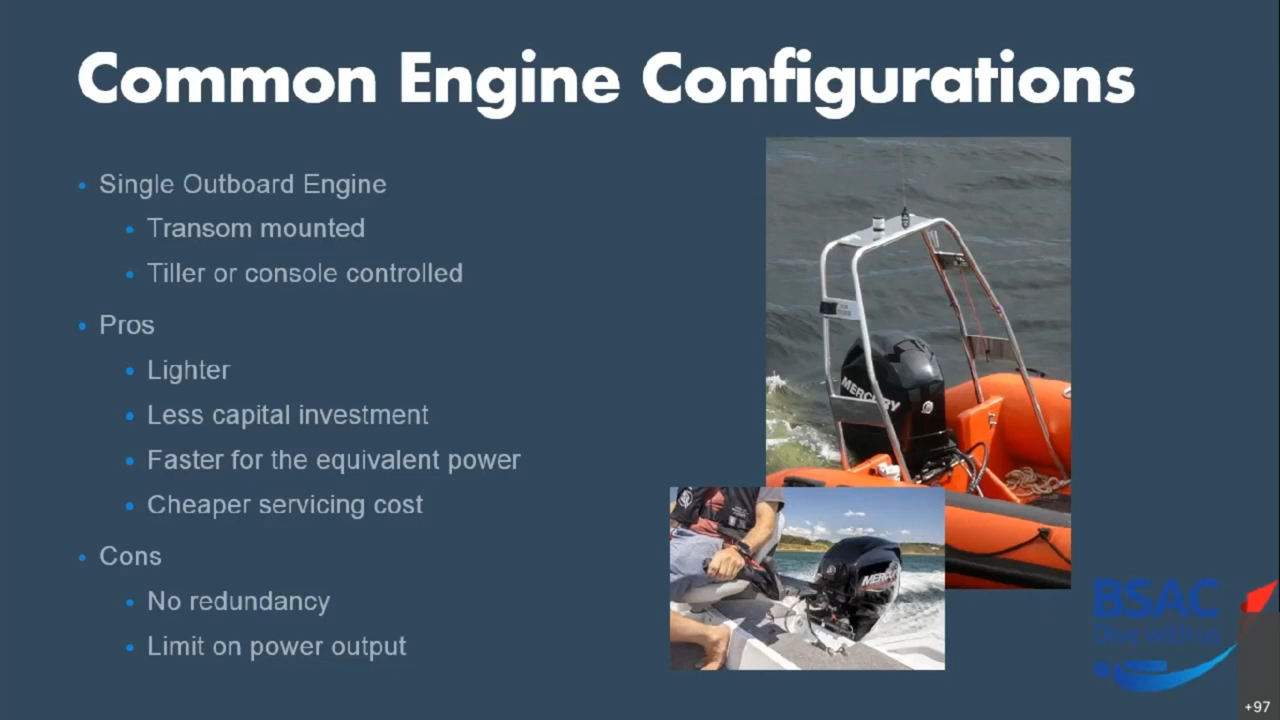 Common Engine Configurations
Single Outboard Engine
Transom mounted
Tiller or console controlled
Pros
Lighter
Less capital investment
Faster for the equivalent power
Cheaper servicing cost
Cons
No redundancy
Limit on power output
MERCURY
MERCURY
BSAC
Dive with us
+97